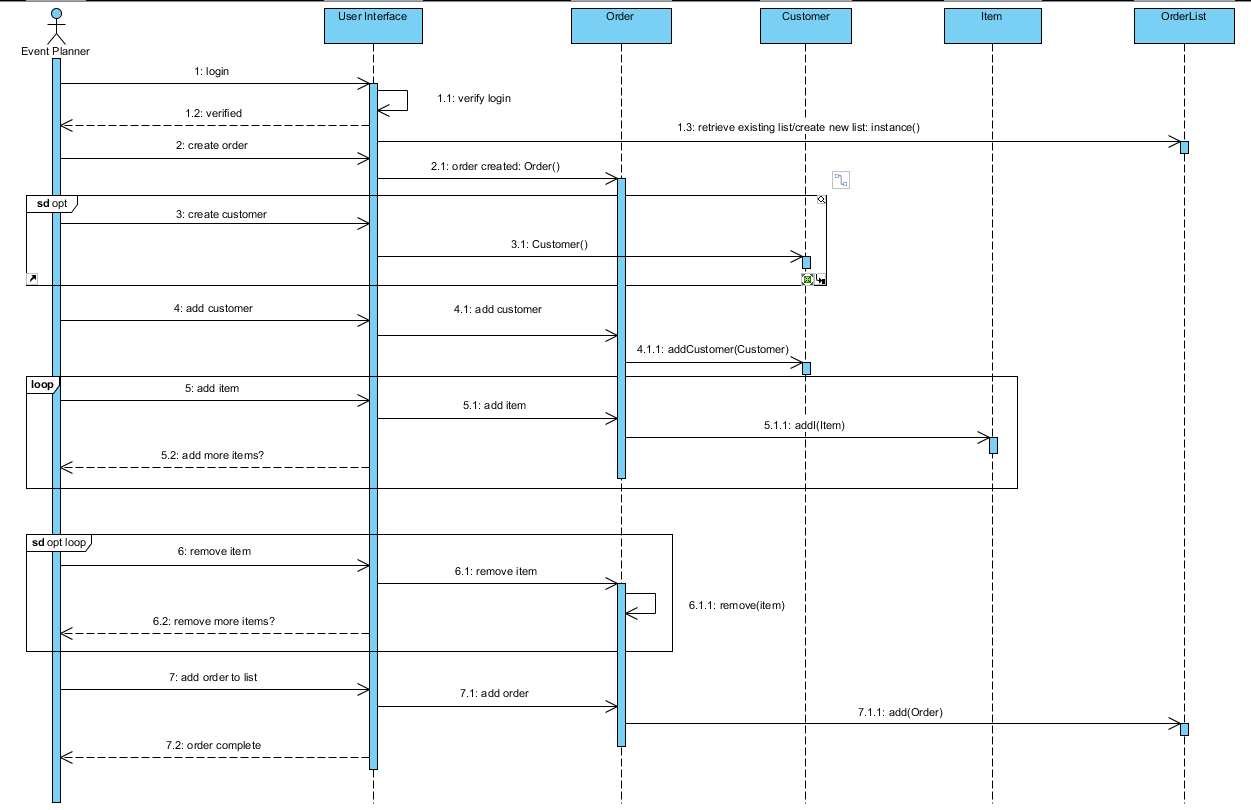 User Interface
Order
Customer
Item
OrderList
Event Planner
1: login
1.1: verify login
1.2: verified
1.3: retrieve existing list/create new list: instance()
2: create order
2.1: order created: Order()
sd opt
3: create customer
3.1: Customer()
4: add customer
4.1: add customer
4.1.1: addCustomer(Customer)
loop
5: add item
5.1: add item
5.1.1: addI(Item)
5.2: add more items?
sd opt loop
6: remove item
6.1: remove item
6.1.1: remove(item)
6.2: remove more items?
7: add order to list
7.1: add order
7.1.1: add(Order)
7.2: order complete